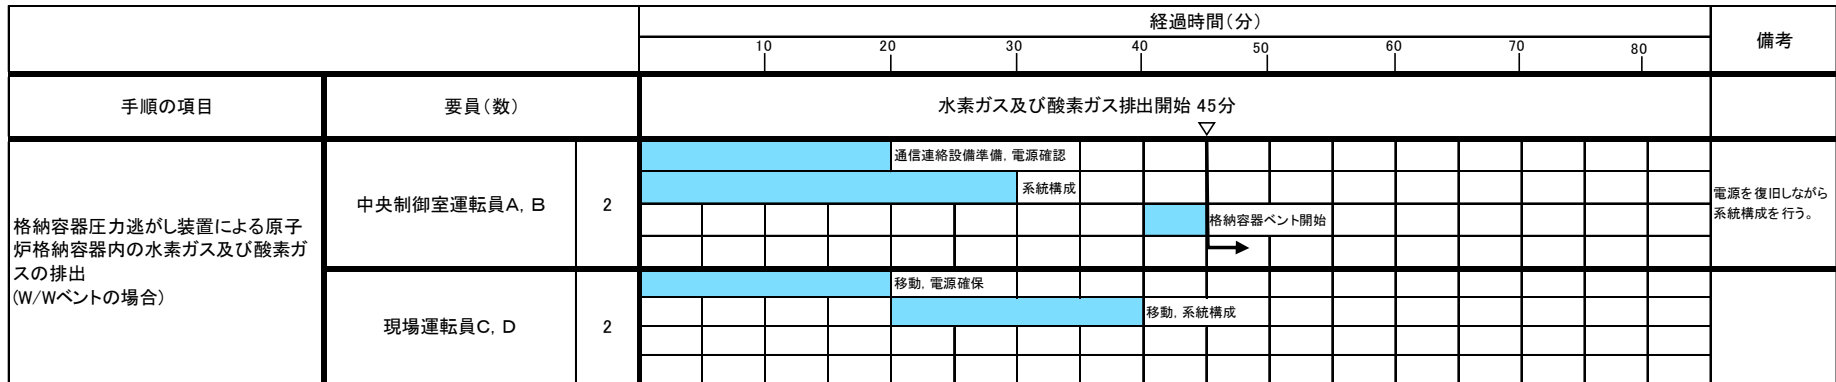 経過時間(分)
備考
10 20 30 40 50 60 70 80
手順の項目
要員(数)
水素ガス及び酸素ガス排出開始 45分
▽
格納容器圧力逃がし装置による原子
炉格納容器内の水素ガス及び酸素ガ
スの排出
(W/Wベントの場合)
中央制御室運転員A, B
2
通信連絡設備準備, 電源確認
系統構成
格納容器ベント開始
電源を復旧しながら
系統構成を行う。
現場運転員C, D
2
移動, 電源確保
移動, 系統構成